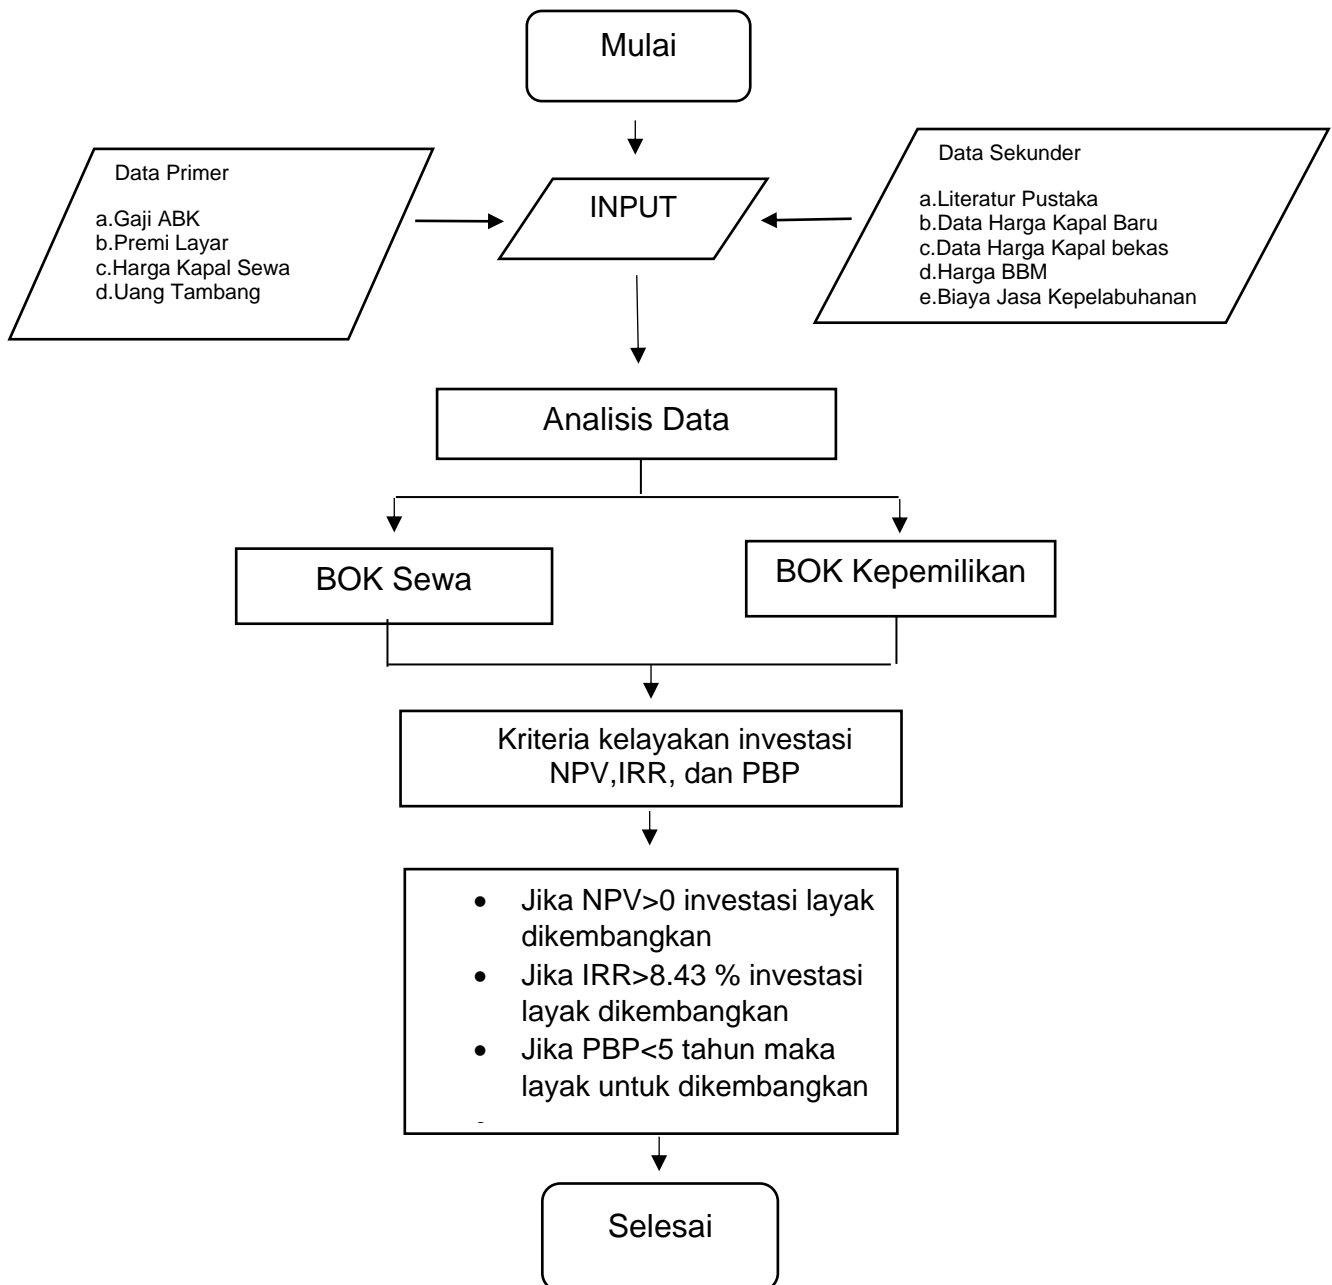 Mulai
Data Primer
a.Gaji ABK
b.Premi Layar
c.Harga Kapal Sewa
d.Uang Tambang
INPUT
Data Sekunder
a.Literatur Pustaka
b.Data Harga Kapal Baru
c.Data Harga Kapal bekas
d.Harga BBM
e.Biaya Jasa Kepelabuhanan
Analisis Data
BOK Sewa
BOK Kepemilikan
Kriteria kelayakan investasi
NPV,IRR, dan PBP
• Jika NPV>0 investasi layak
dikembangkan
• Jika IRR>8.43 % investasi
layak dikembangkan
• Jika PBP<5 tahun maka
layak untuk dikembangkan
Selesai